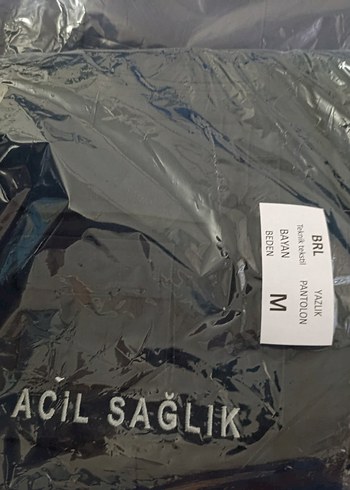 BRL YAZLIK
Teknik tekstil PANTOLON
BAYAN
BEDEN M
ACİL SAĞLIK